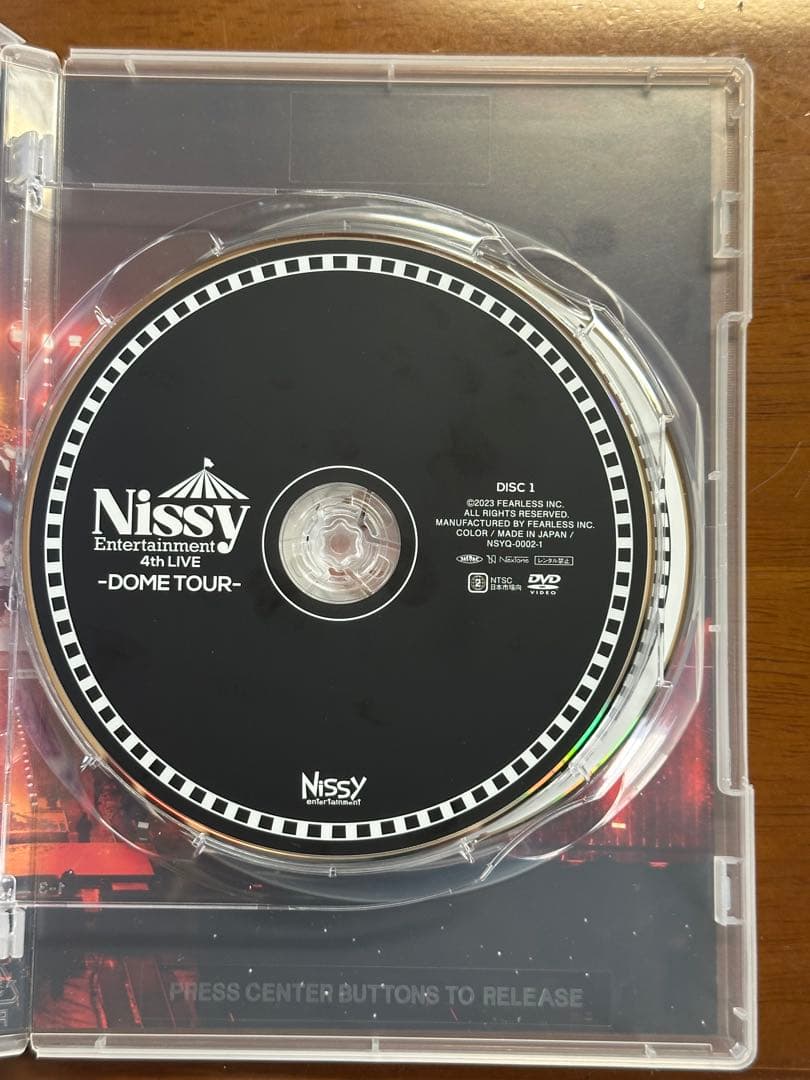 Nissy
Entertainment
4th LIVE
-DOME TOUR-
DISC 1
©2023 FEARLESS INC.
ALL RIGHTS RESERVED.
MANUFACTURED BY FEARLESS INC.
COLOR / MADE IN JAPAN /
NSYQ-0002-1
NexTone レンタル禁止
2 NTSC 日本市場向 DVD VIDEO
Nissy
entertainment
PRESS CENTER BUTTONS TO RELEASE